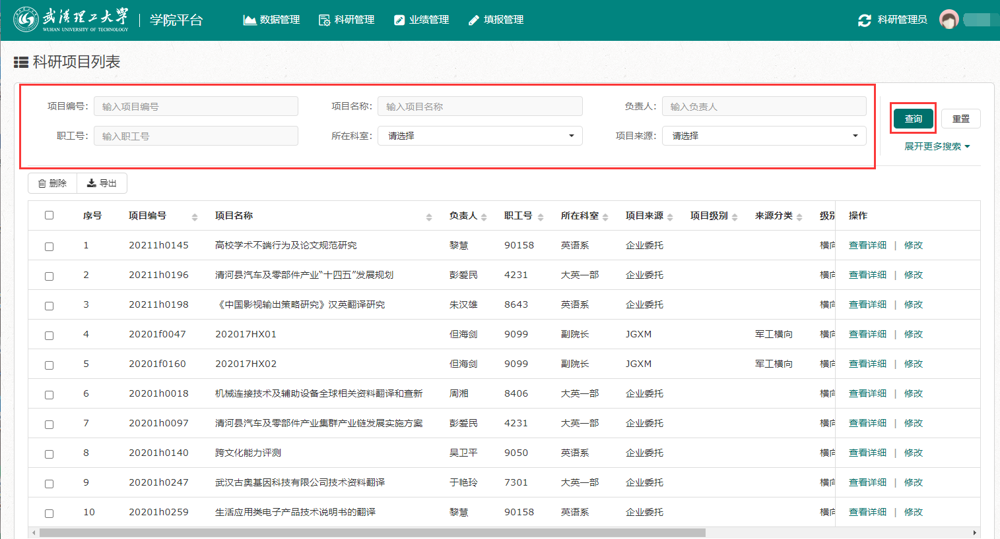 武汉理工大学
WUHAN UNIVERSITY OF TECHNOLOGY
学院平台 数据管理 科研管理 业绩管理 填报管理 科研管理员
科研项目列表
项目编号: 输入项目编号 项目名称: 输入项目名称 负责人: 输入负责人 查询 重置
职工号: 输入职工号 所在科室: 请选择 项目来源: 请选择 展开更多搜索
删除 导出
序号 项目编号 项目名称 负责人 职工号 所在科室 项目来源 项目级别 来源分类 级别 操作
1 20211h0145 高校学术不端行为及论文规范研究 黎慧 90158 英语系 企业委托 横向 查看详细 | 修改
2 20211h0196 清河县汽车及零部件产业“十四五”发展规划 彭爱民 4231 大英一部 企业委托 横向 查看详细 | 修改
3 20211h0198 《中国影视输出策略研究》汉英翻译研究 朱汉雄 8643 英语系 企业委托 横向 查看详细 | 修改
4 20201f0047 202017HX01 但海剑 9099 副院长 JGXM 军工横向 横向 查看详细 | 修改
5 20201f0160 202017HX02 但海剑 9099 副院长 JGXM 军工横向 横向 查看详细 | 修改
6 20201h0018 机械连接技术及辅助设备全球相关资料翻译和查新 周湘 8406 大英一部 企业委托 横向 查看详细 | 修改
7 20201h0097 清河县汽车及零部件产业集群产业链发展实施方案 彭爱民 4231 大英一部 企业委托 横向 查看详细 | 修改
8 20201h0140 跨文化能力评测 吴卫平 9050 英语系 企业委托 横向 查看详细 | 修改
9 20201h0247 武汉古奥基因科技有限公司技术资料翻译 于艳玲 7301 大英一部 企业委托 横向 查看详细 | 修改
10 20201h0259 生活应用类电子产品技术说明书的翻译 黎慧 90158 英语系 企业委托 横向 查看详细 | 修改